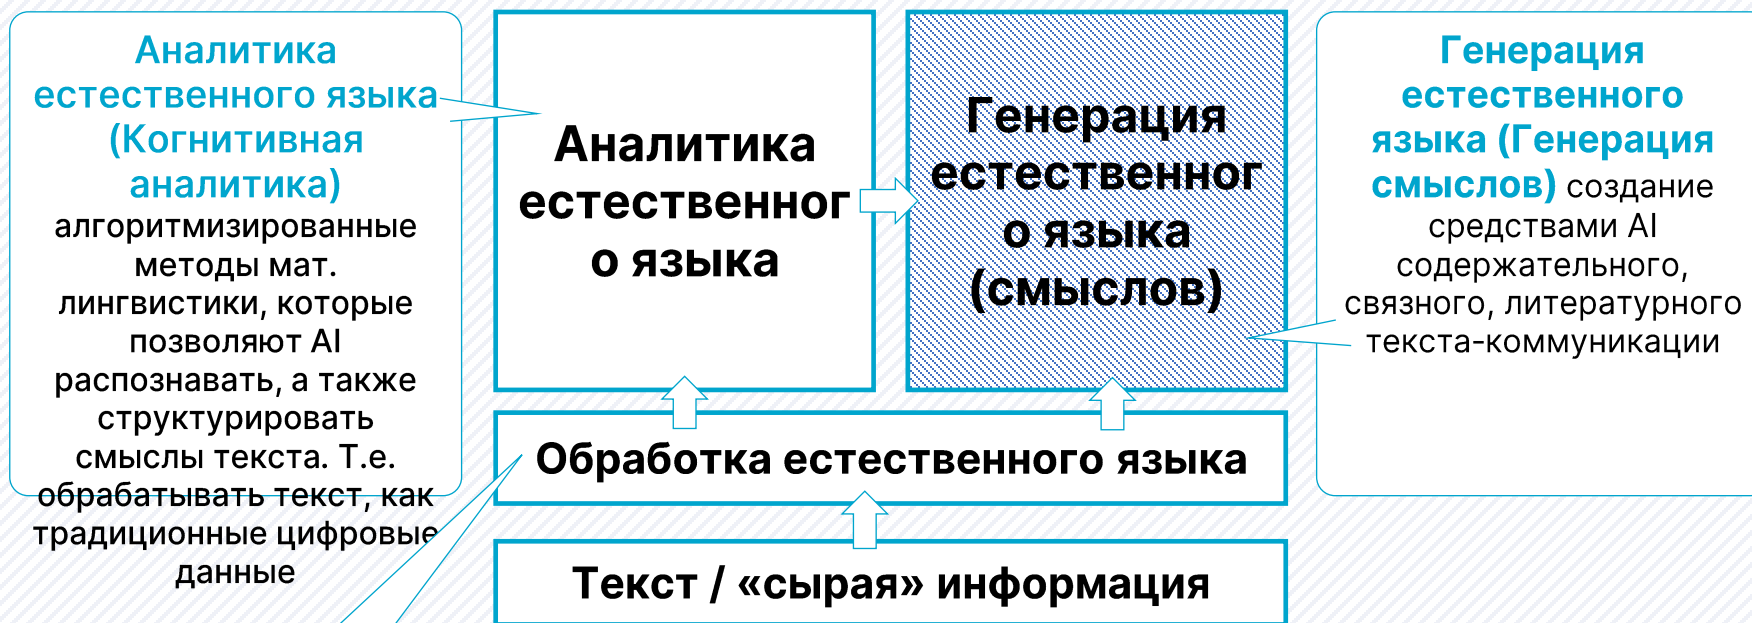 Аналитика
естественного языка
(Когнитивная
аналитика)
алгоритмизированные
методы мат.
лингвистики, которые
позволяют AI
распознавать, а также
структурировать
смыслы текста. Т.е.
обрабатывать текст, как
традиционные цифровые
данные
Аналитика
естественног
о языка
Генерация
естественног
о языка
(смыслов)
Генерация
естественного
языка (Генерация
смыслов) создание
средствами AI
содержательного,
связного, литературного
текста-коммуникации
Обработка естественного языка
Текст / «сырая» информация